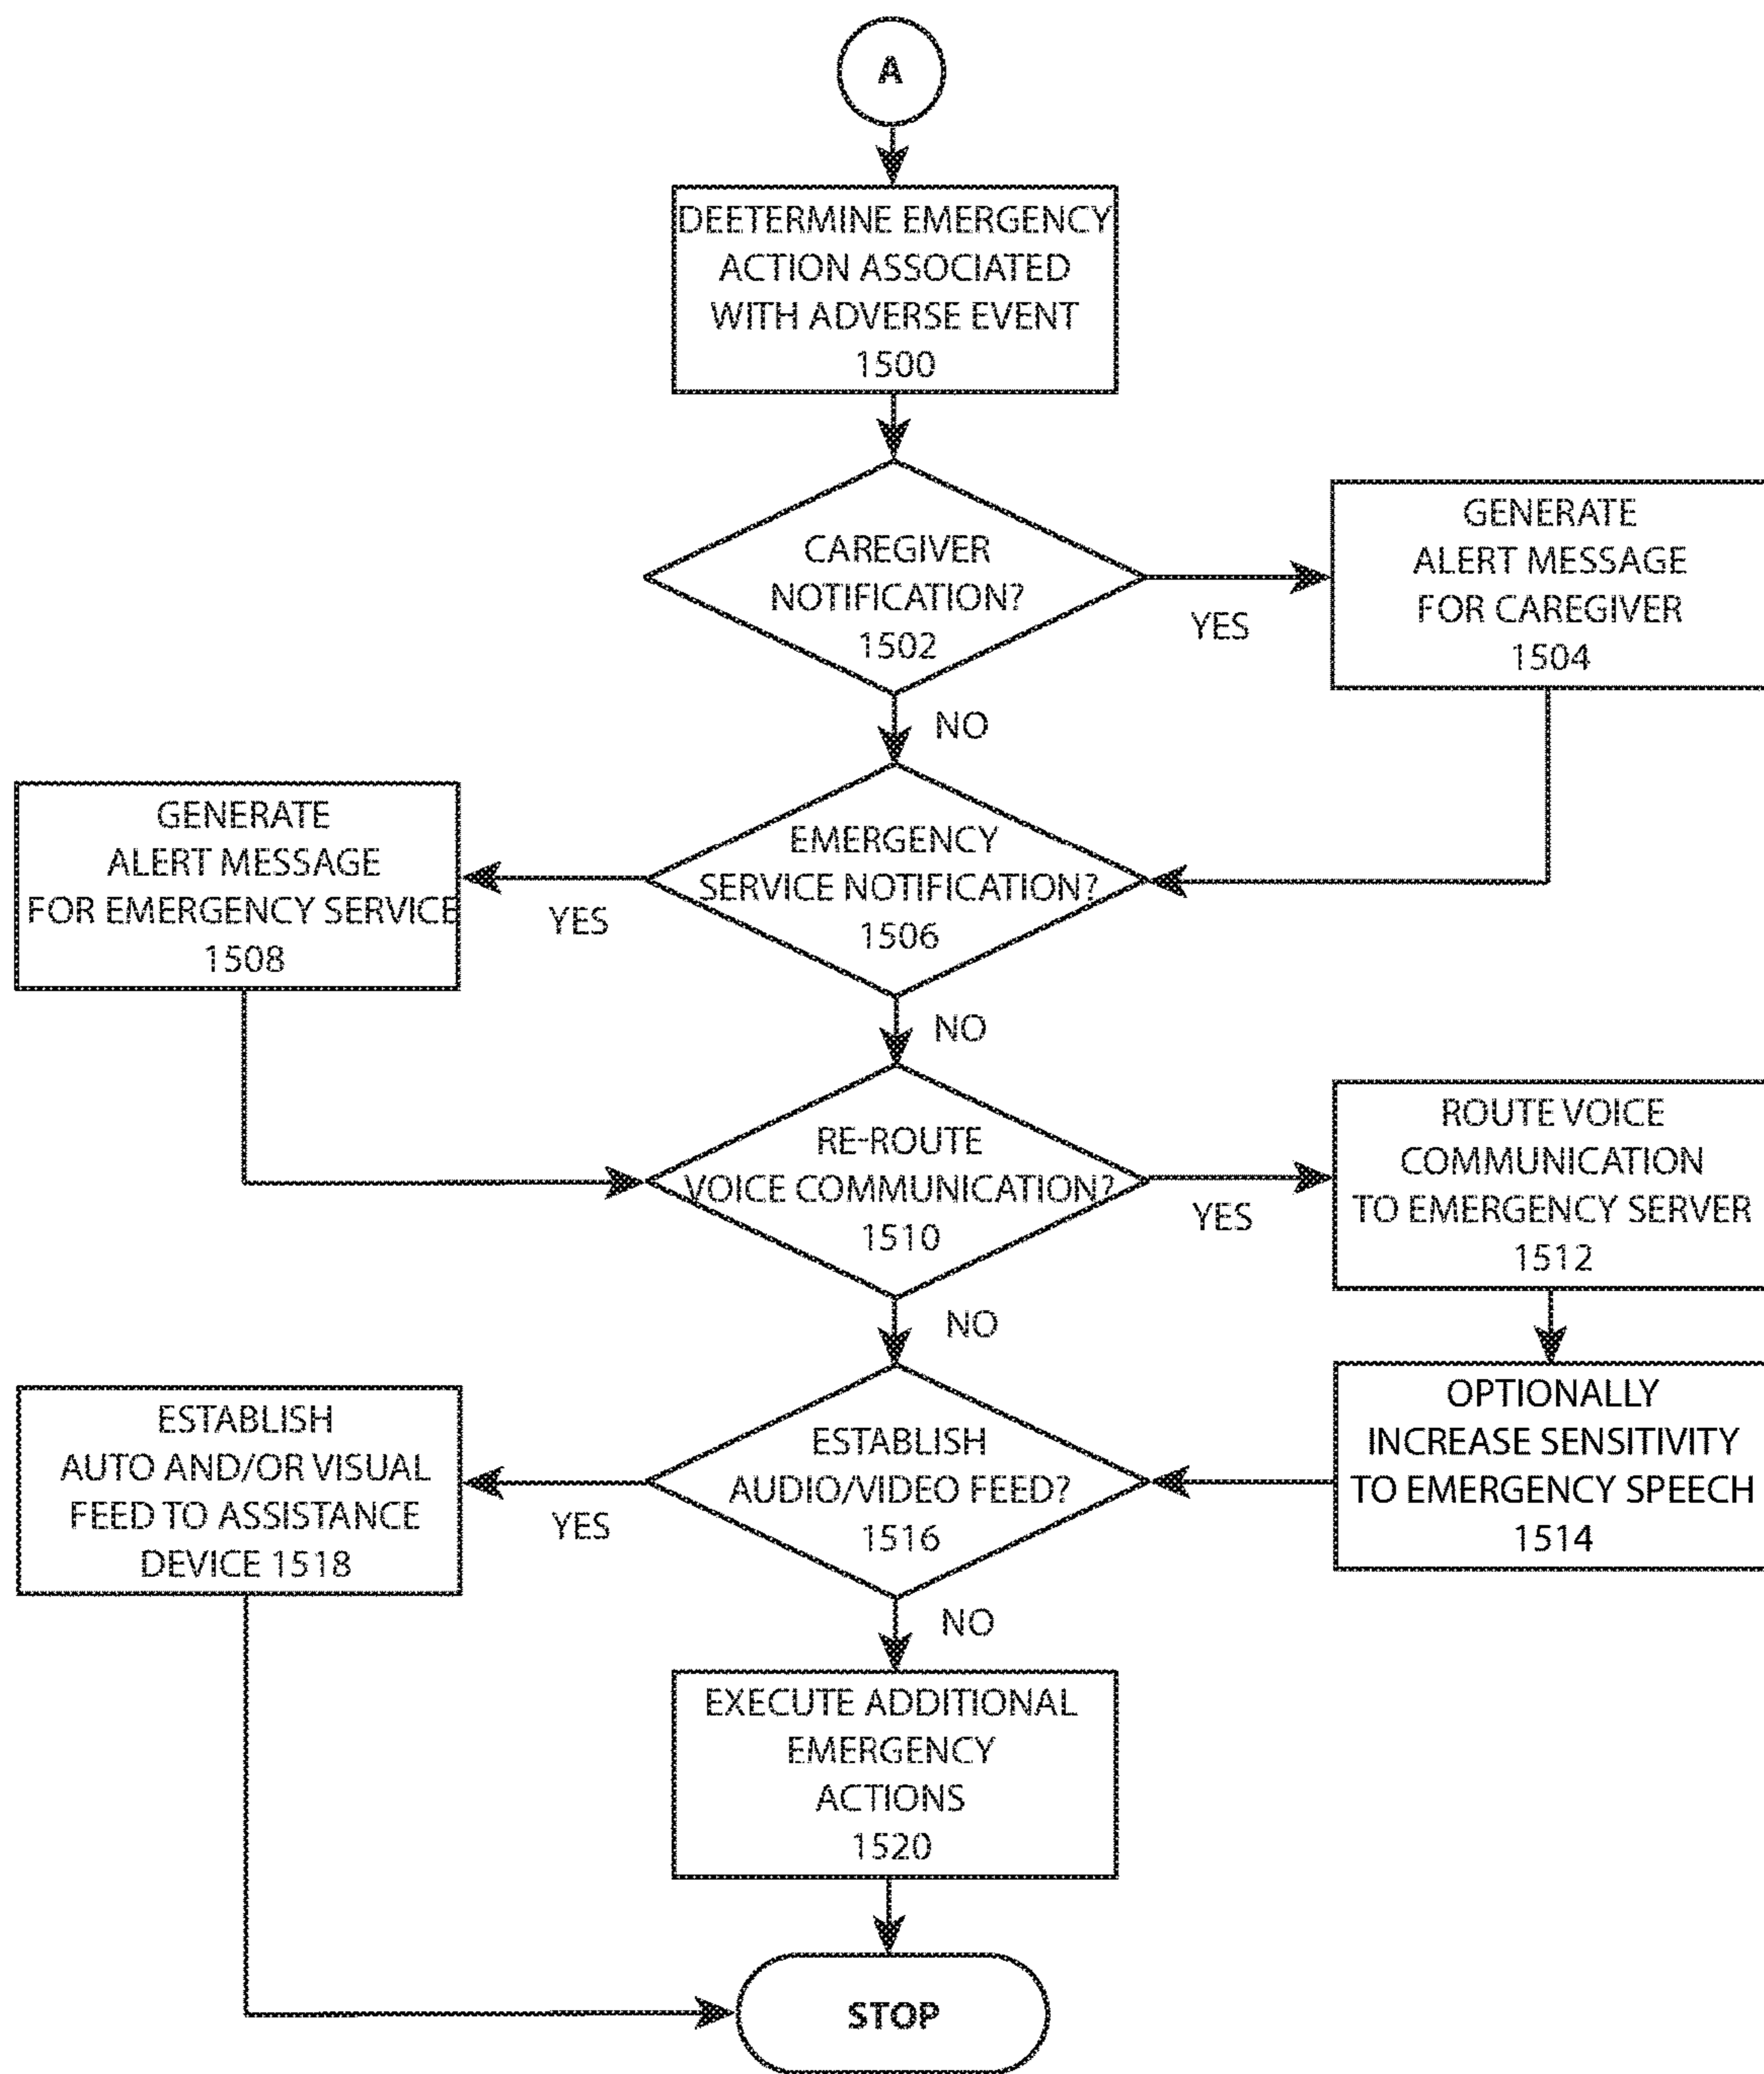 A
DEETERMINE EMERGENCY
ACTION ASSOCIATED
WITH ADVERSE EVENT
1500
CAREGIVER
NOTIFICATION?
1502
YES
GENERATE
ALERT MESSAGE
FOR CAREGIVER
1504
NO
EMERGENCY
SERVICE NOTIFICATION?
1506
YES
GENERATE
ALERT MESSAGE
FOR EMERGENCY SERVICE
1508
NO
RE-ROUTE
VOICE COMMUNICATION?
1510
YES
ROUTE VOICE
COMMUNICATION
TO EMERGENCY SERVER
1512
OPTIONALLY
INCREASE SENSITIVITY
TO EMERGENCY SPEECH
1514
NO
ESTABLISH
AUDIO/VIDEO FEED?
1516
YES
ESTABLISH
AUTO AND/OR VISUAL
FEED TO ASSISTANCE
DEVICE 1518
NO
EXECUTE ADDITIONAL
EMERGENCY
ACTIONS
1520
STOP